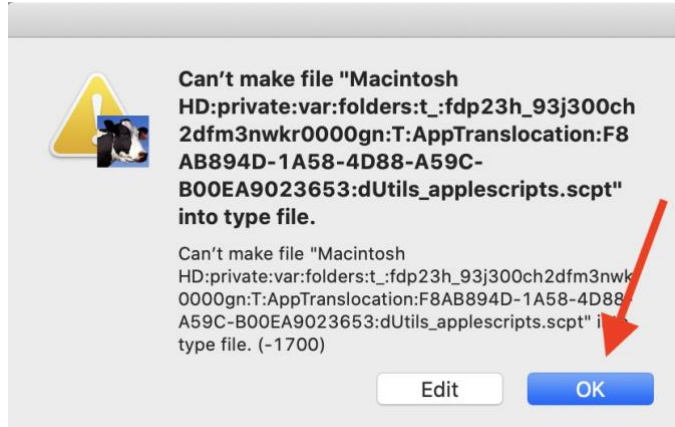 Can’t make file "Macintosh
HD:private:var:folders:t_:fdp23h_93j300ch
2dfm3nwkr0000gn:T:AppTranslocation:F8
AB894D-1A58-4D88-A59C-
B00EA9023653:dUtils_applescripts.scpt"
into type file.
Can’t make file "Macintosh
HD:private:var:folders:t_:fdp23h_93j300ch2dfm3nwk
0000gn:T:AppTranslocation:F8AB894D-1A58-4D88-
A59C-B00EA9023653:dUtils_applescripts.scpt"
type file. (-1700)
Edit
OK